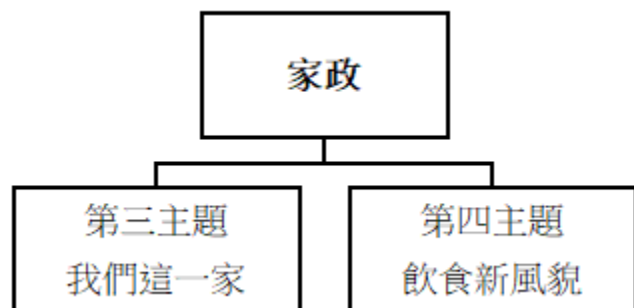 家政
第三主題
我們這一家
第四主題
飲食新風貌